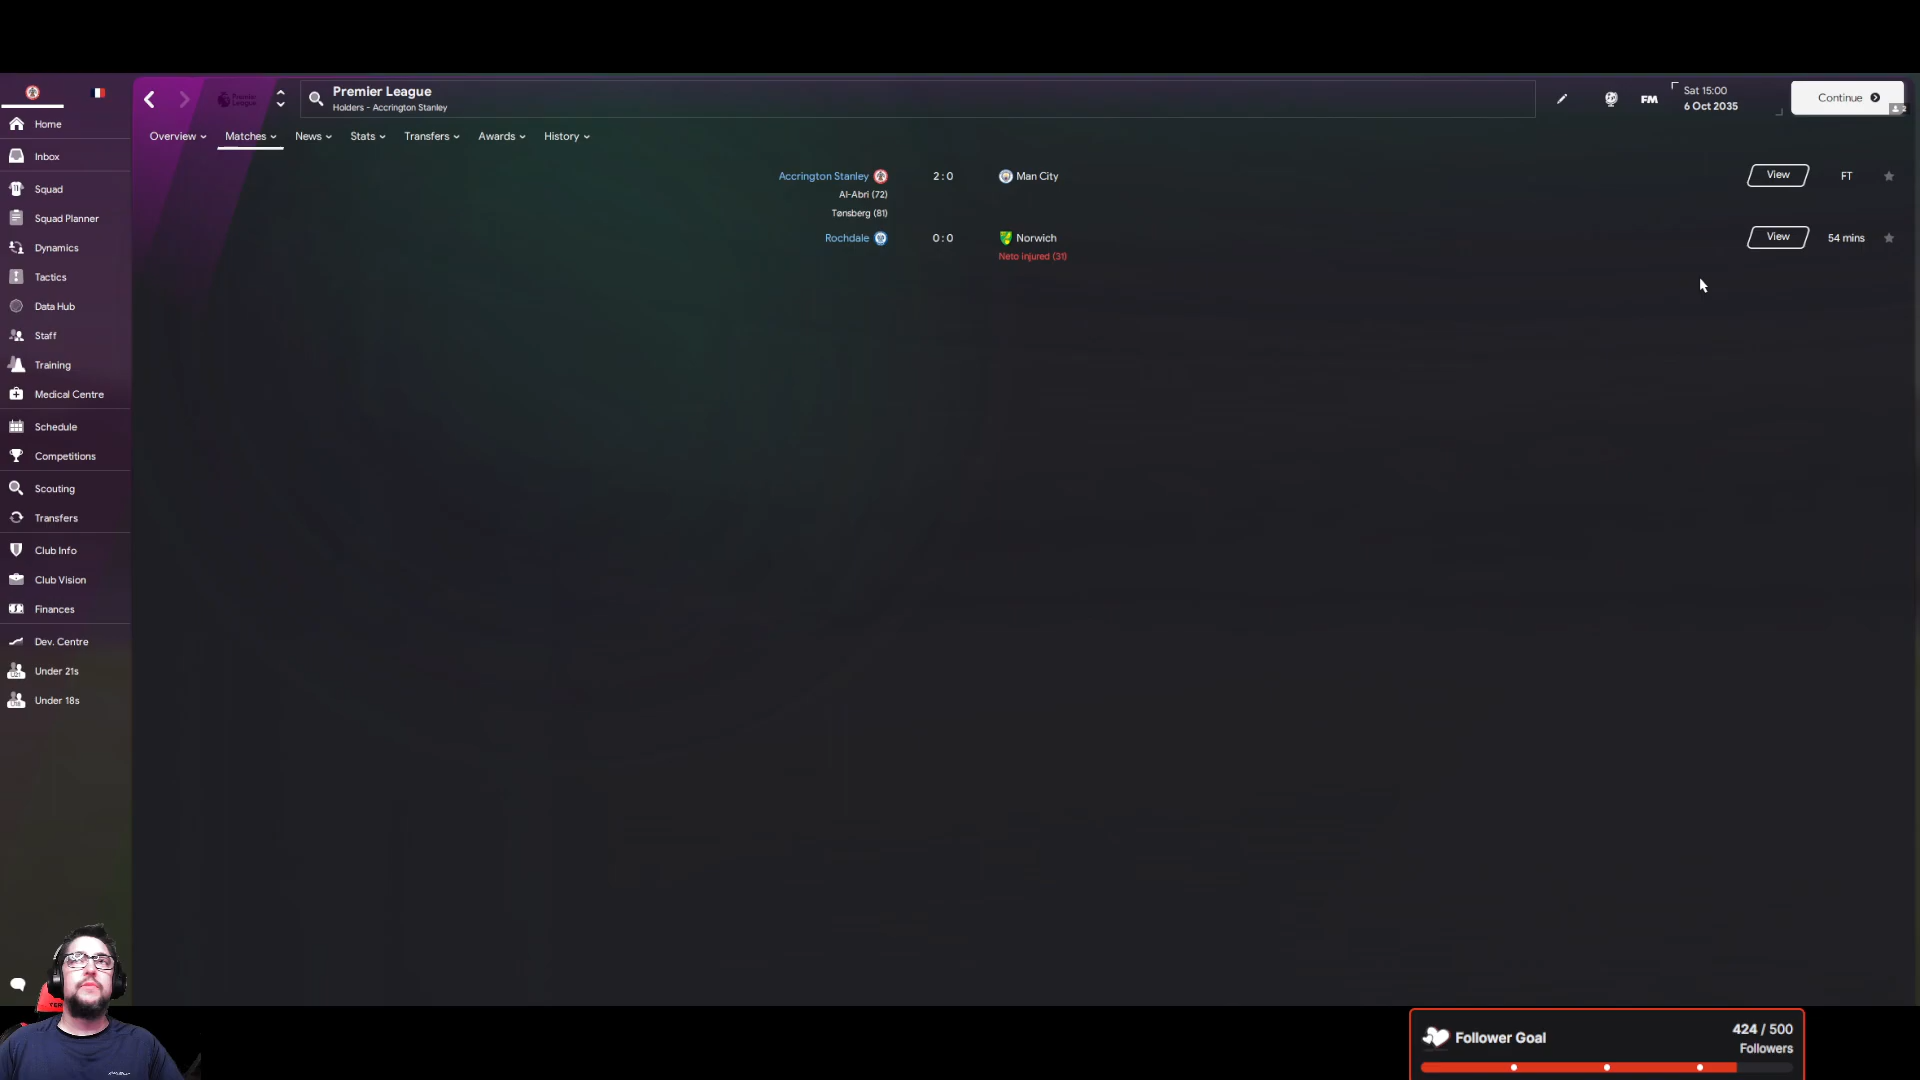 Premier League
Holders - Accrington Stanley
Sat 15:00
6 Oct 2035
FM
Continue
2
Home
Overview
Matches
News
Stats
Transfers
Awards
History
Inbox
Squad
Squad Planner
Dynamics
Tactics
Data Hub
Staff
Training
Medical Centre
Schedule
Competitions
Scouting
Transfers
Club Info
Club Vision
Finances
Dev. Centre
Under 21s
Under 18s
Accrington Stanley 2 : 0 Man City View FT
Al-Abri (72)
Tønsberg (81)
Rochdale 0 : 0 Norwich View 54 mins
Neto injured (31)
Follower Goal
424 / 500
Followers